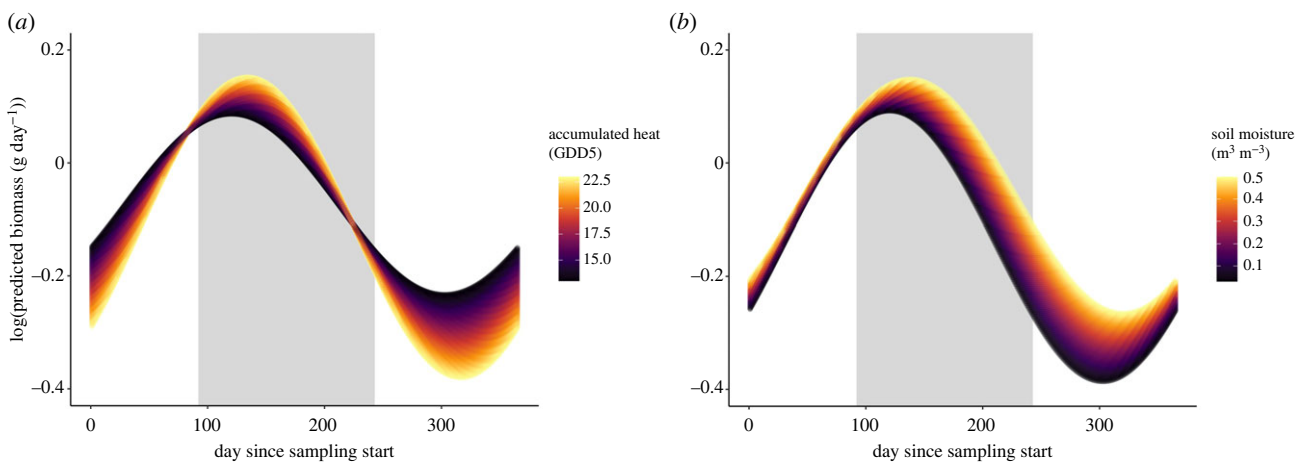 (a)
0.2
0
–0.2
–0.4
log(predicted biomass (g day⁻¹))
0
100
200
300
day since sampling start
accumulated heat
(GDD5)
22.5
20.0
17.5
15.0
(b)
0.2
0
–0.2
–0.4
0
100
200
300
day since sampling start
soil moisture
(m³ m⁻³)
0.5
0.4
0.3
0.2
0.1